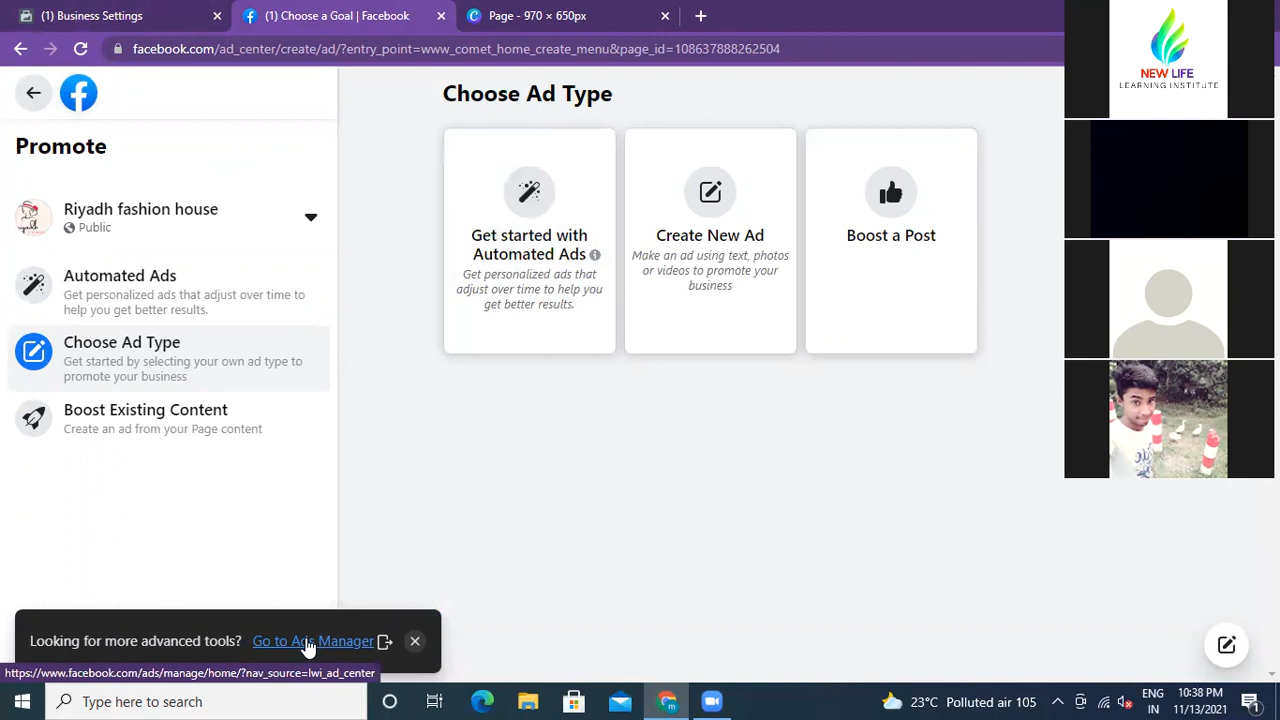 (1) Business Settings
(1) Choose a Goal | Facebook
Page - 970 × 650px
facebook.com/ad_center/create/ad/?entry_point=www_comet_home_create_menu&page_id=108637888262504
NEW LIFE
LEARNING INSTITUTE
Promote
Riyadh fashion house
Public
Automated Ads
Get personalized ads that adjust over time to
help you get better results.
Choose Ad Type
Get started by selecting your own ad type to
promote your business
Boost Existing Content
Create an ad from your Page content
Choose Ad Type
Get started with
Automated Ads
Get personalized ads that
adjust over time to help you
get better results.
Create New Ad
Make an ad using text, photos
or videos to promote your
business
Boost a Post
Looking for more advanced tools? Go to Ads Manager
https://www.facebook.com/ads/manage/home/?nav_source=lwi_ad_center
Type here to search
23°C Polluted air 105
ENG
IN
10:38 PM
11/13/2021
1